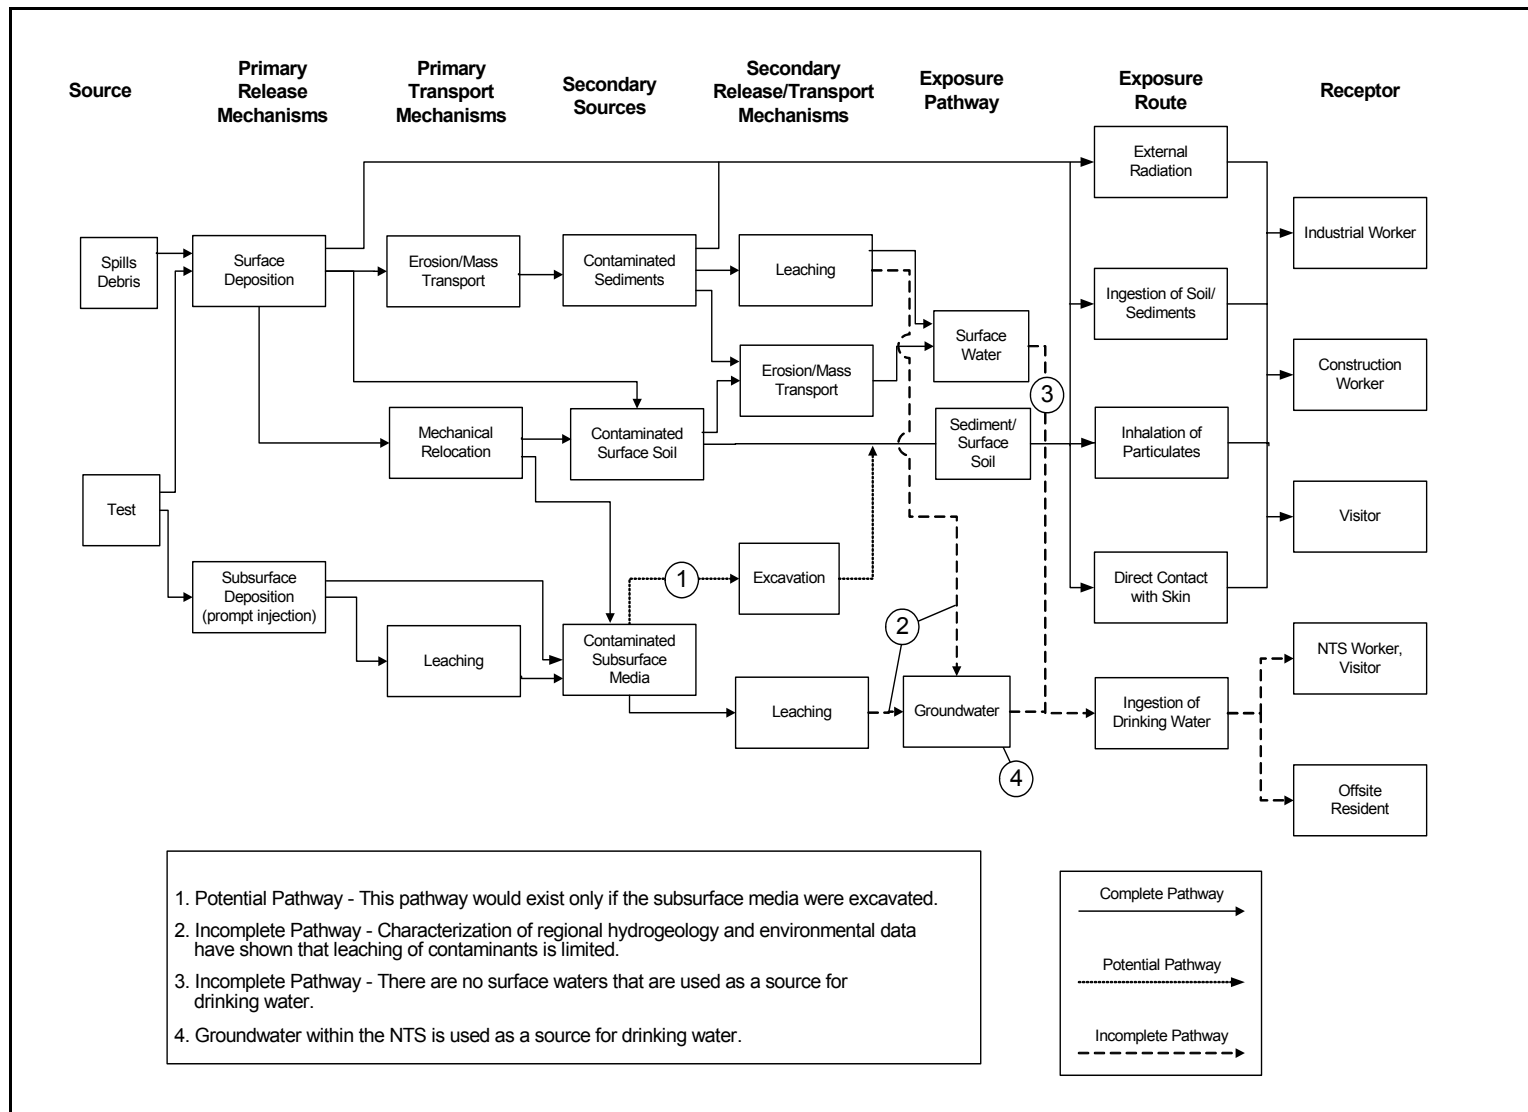 Source
Primary
Release
Mechanisms
Primary
Transport
Mechanisms
Secondary
Sources
Secondary
Release/Transport
Mechanisms
Exposure
Pathway
Exposure
Route
Receptor
External
Radiation
Spills
Debris
Surface
Deposition
Erosion/Mass
Transport
Contaminated
Sediments
Leaching
Industrial Worker
Ingestion of Soil/
Sediments
Surface
Water
Erosion/Mass
Transport
Construction
Worker
3
Mechanical
Relocation
Contaminated
Surface Soil
Sediment/
Surface
Soil
Inhalation of
Particulates
Test
Visitor
Subsurface
Deposition
(prompt injection)
1
Excavation
Direct Contact
with Skin
2
Leaching
Contaminated
Subsurface
Media
NTS Worker,
Visitor
Leaching
Groundwater
Ingestion of
Drinking Water
4
Offsite
Resident
1. Potential Pathway - This pathway would exist only if the subsurface media were excavated.
2. Incomplete Pathway - Characterization of regional hydrogeology and environmental data
have shown that leaching of contaminants is limited.
3. Incomplete Pathway - There are no surface waters that are used as a source for
drinking water.
4. Groundwater within the NTS is used as a source for drinking water.
Complete Pathway
Potential Pathway
Incomplete Pathway